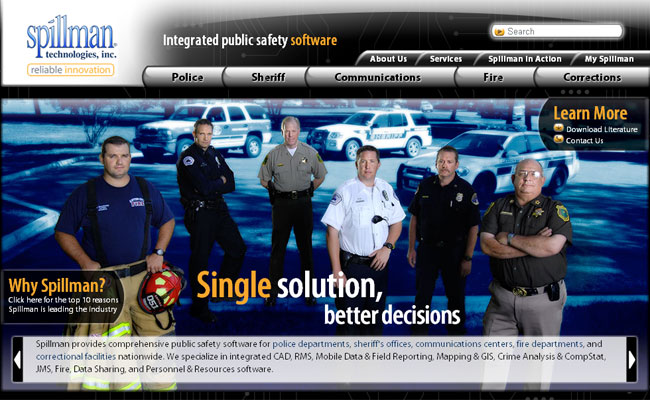 spillman®
technologies, inc.
reliable innovation
Integrated public safety software
Search
About Us
Services
Spillman in Action
My Spillman
Police
Sheriff
Communications
Fire
Corrections
Learn More
Download Literature
Contact Us
Why Spillman?
Click here for the top 10 reasons
Spillman is leading the industry
Single solution,
better decisions
Spillman provides comprehensive public safety software for police departments, sheriff's offices, communications centers, fire departments, and
correctional facilities nationwide. We specialize in integrated CAD, RMS, Mobile Data & Field Reporting, Mapping & GIS, Crime Analysis & CompStat,
JMS, Fire, Data Sharing, and Personnel & Resources software.